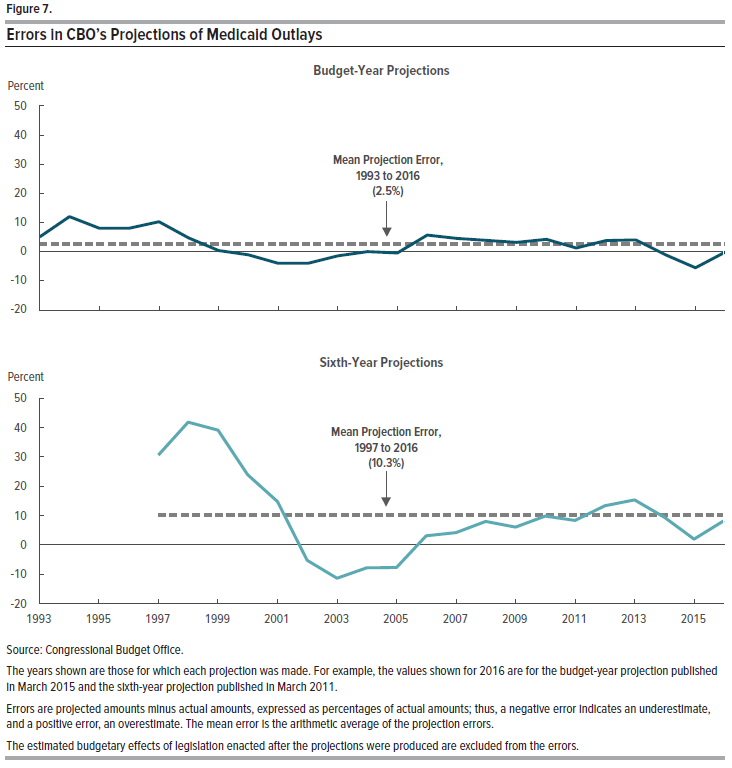 Figure 7.
Errors in CBO's Projections of Medicaid Outlays
Budget-Year Projections
Percent
50
40
30
20
10
0
-10
-20
Mean Projection Error,
1993 to 2016
(2.5%)
Sixth-Year Projections
Percent
50
40
30
20
10
0
-10
-20
Mean Projection Error,
1997 to 2016
(10.3%)
1993 1995 1997 1999 2001 2003 2005 2007 2009 2011 2013 2015
Source: Congressional Budget Office.
The years shown are those for which each projection was made. For example, the values shown for 2016 are for the budget-year projection published
in March 2015 and the sixth-year projection published in March 2011.
Errors are projected amounts minus actual amounts, expressed as percentages of actual amounts; thus, a negative error indicates an underestimate,
and a positive error, an overestimate. The mean error is the arithmetic average of the projection errors.
The estimated budgetary effects of legislation enacted after the projections were produced are excluded from the errors.